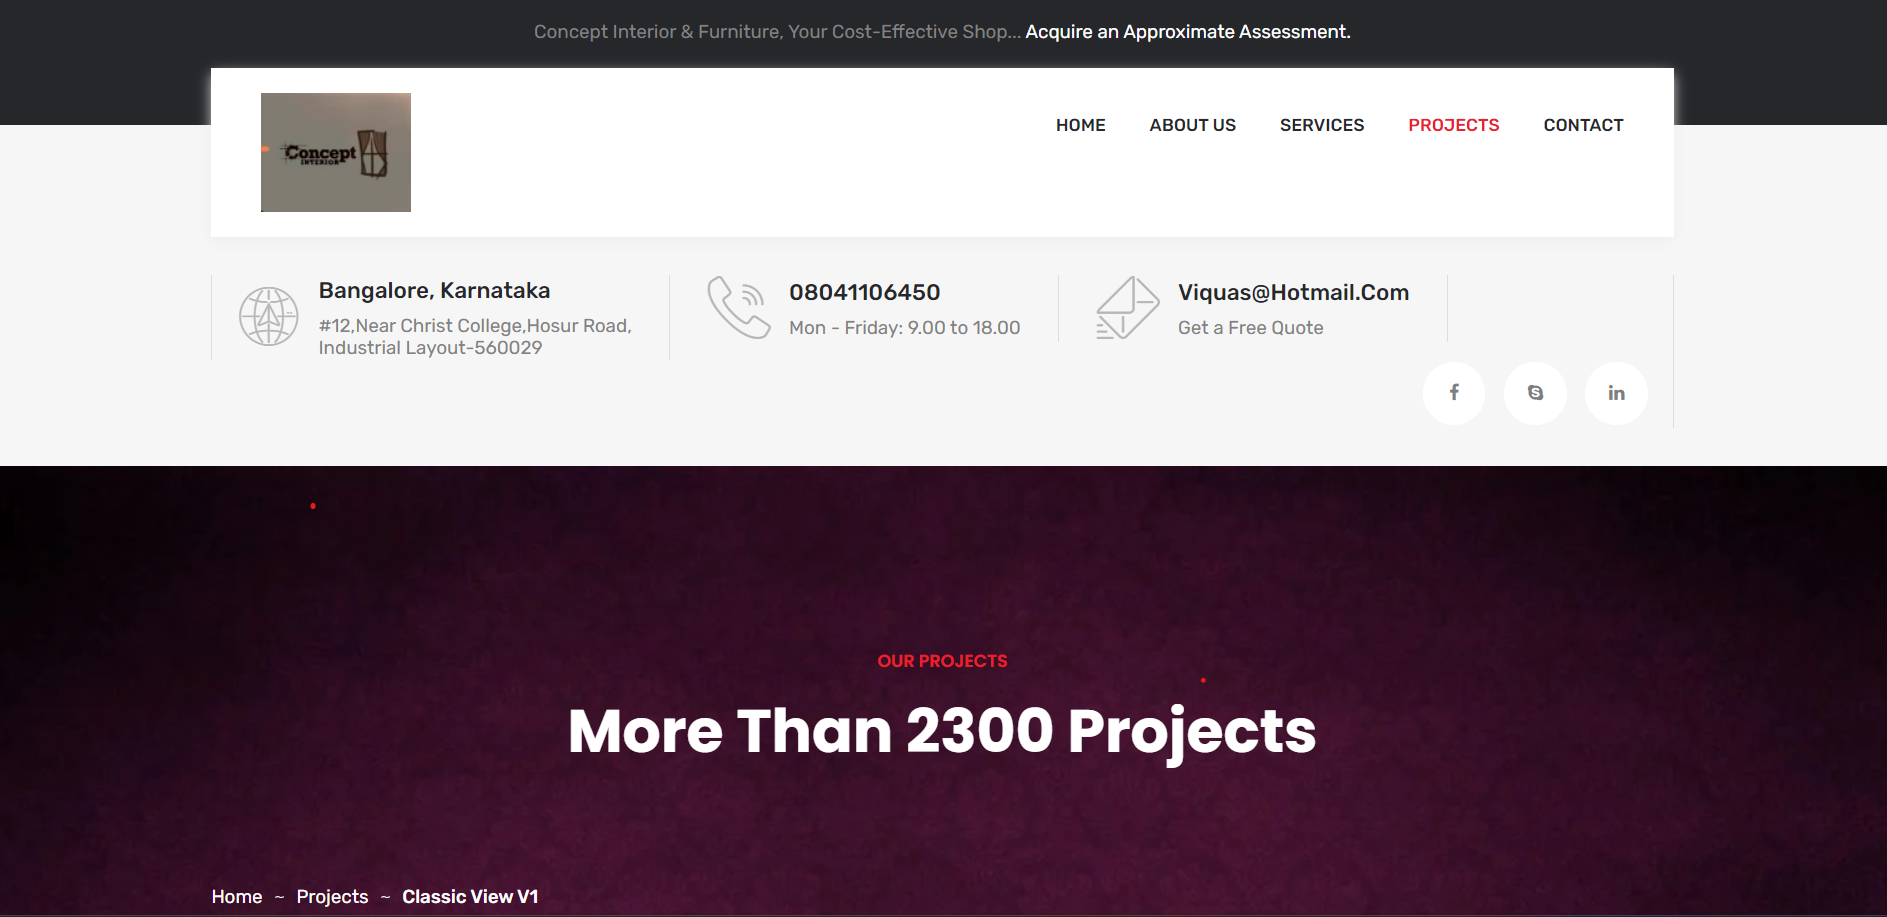 Concept Interior & Furniture, Your Cost-Effective Shop... Acquire an Approximate Assessment.
Concept
INTERIOR
HOME ABOUT US SERVICES PROJECTS CONTACT
Bangalore, Karnataka
#12,Near Christ College,Hosur Road,
Industrial Layout-560029
08041106450
Mon - Friday: 9.00 to 18.00
Viquas@Hotmail.Com
Get a Free Quote
OUR PROJECTS
More Than 2300 Projects
Home ~ Projects ~ Classic View V1